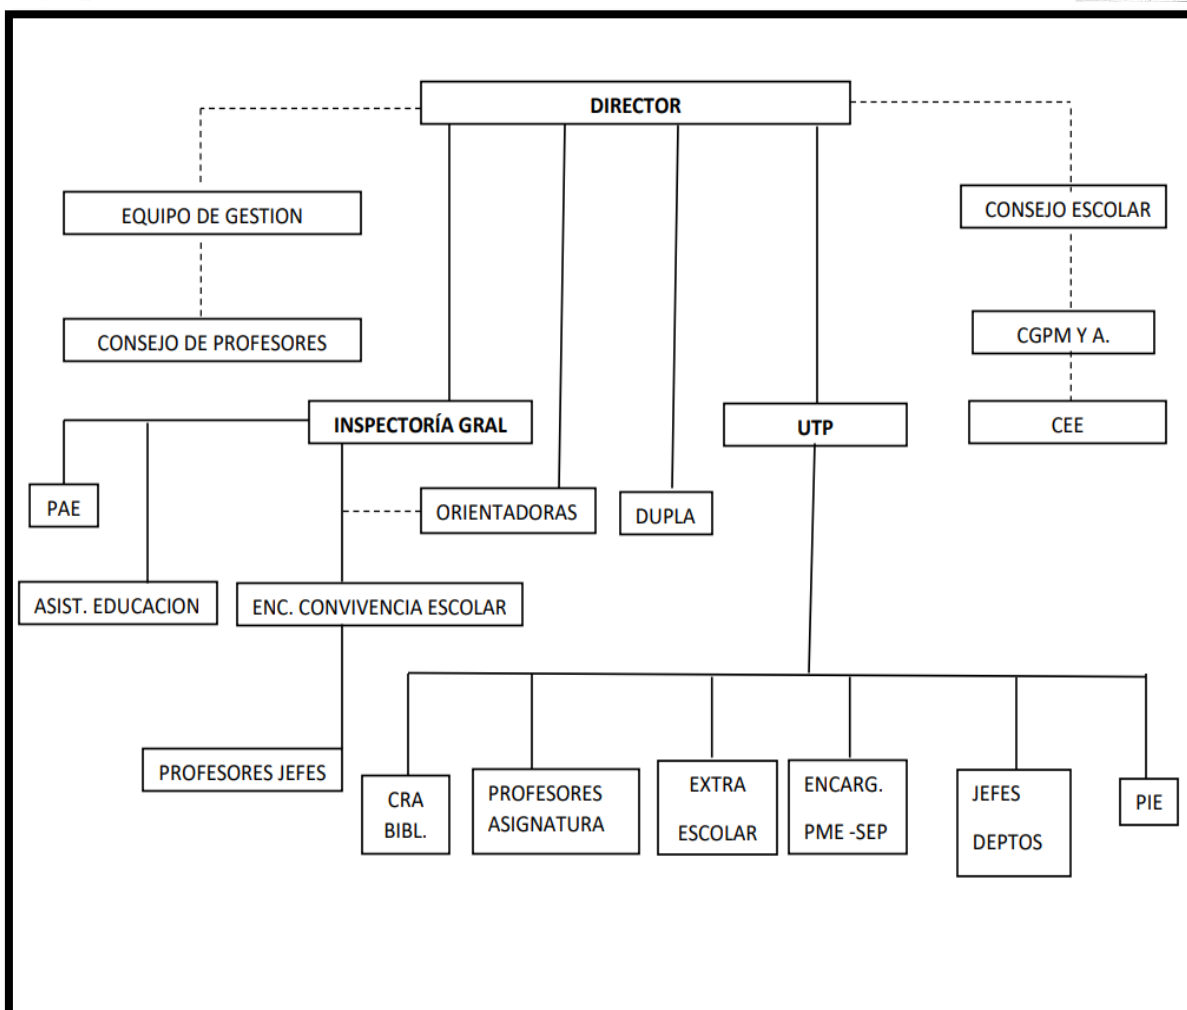 DIRECTOR
EQUIPO DE GESTION
CONSEJO ESCOLAR
CONSEJO DE PROFESORES
CGPM Y A.
INSPECTORÍA GRAL
UTP
CEE
PAE
ORIENTADORAS
DUPLA
ASIST. EDUCACION
ENC. CONVIVENCIA ESCOLAR
PROFESORES JEFES
CRA
BIBL.
PROFESORES
ASIGNATURA
EXTRA
ESCOLAR
ENCARG.
PME -SEP
JEFES
DEPTOS
PIE